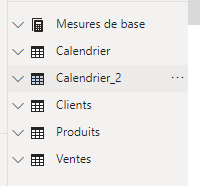 Mesures de base
Calendrier
Calendrier_2 ...
Clients
Produits
Ventes